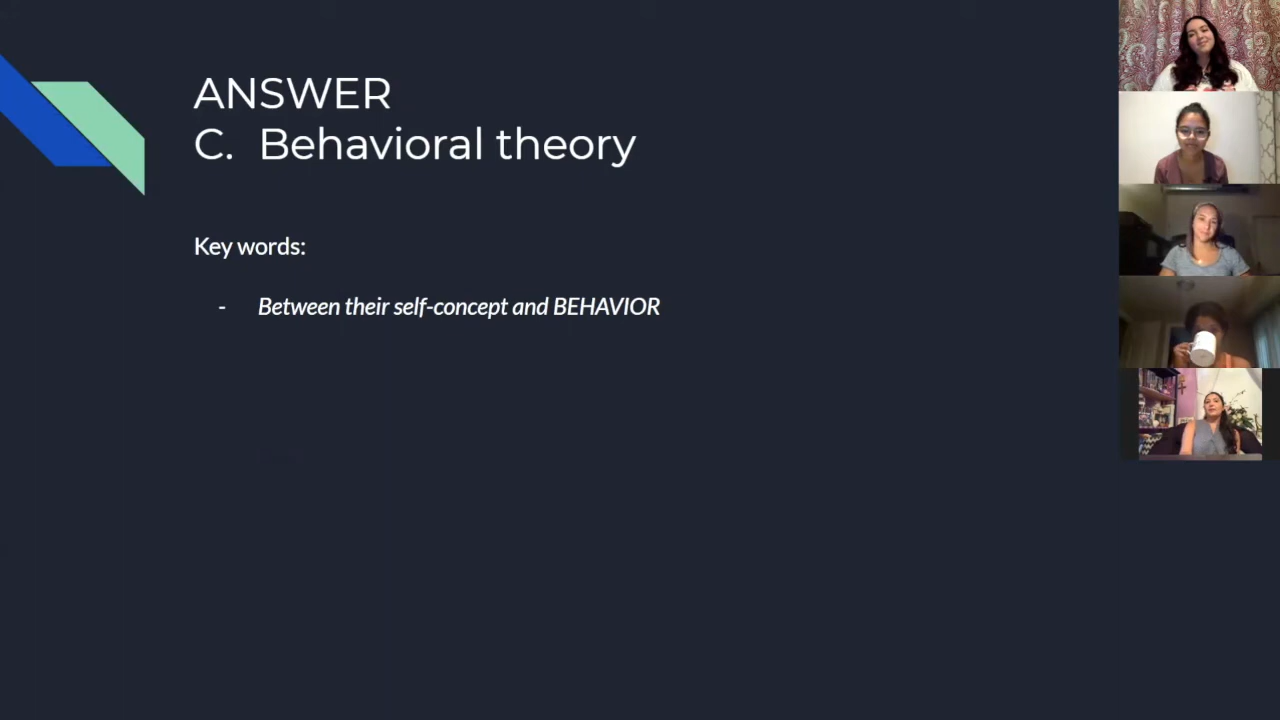 ANSWER
C. Behavioral theory
Key words:
- Between their self-concept and BEHAVIOR